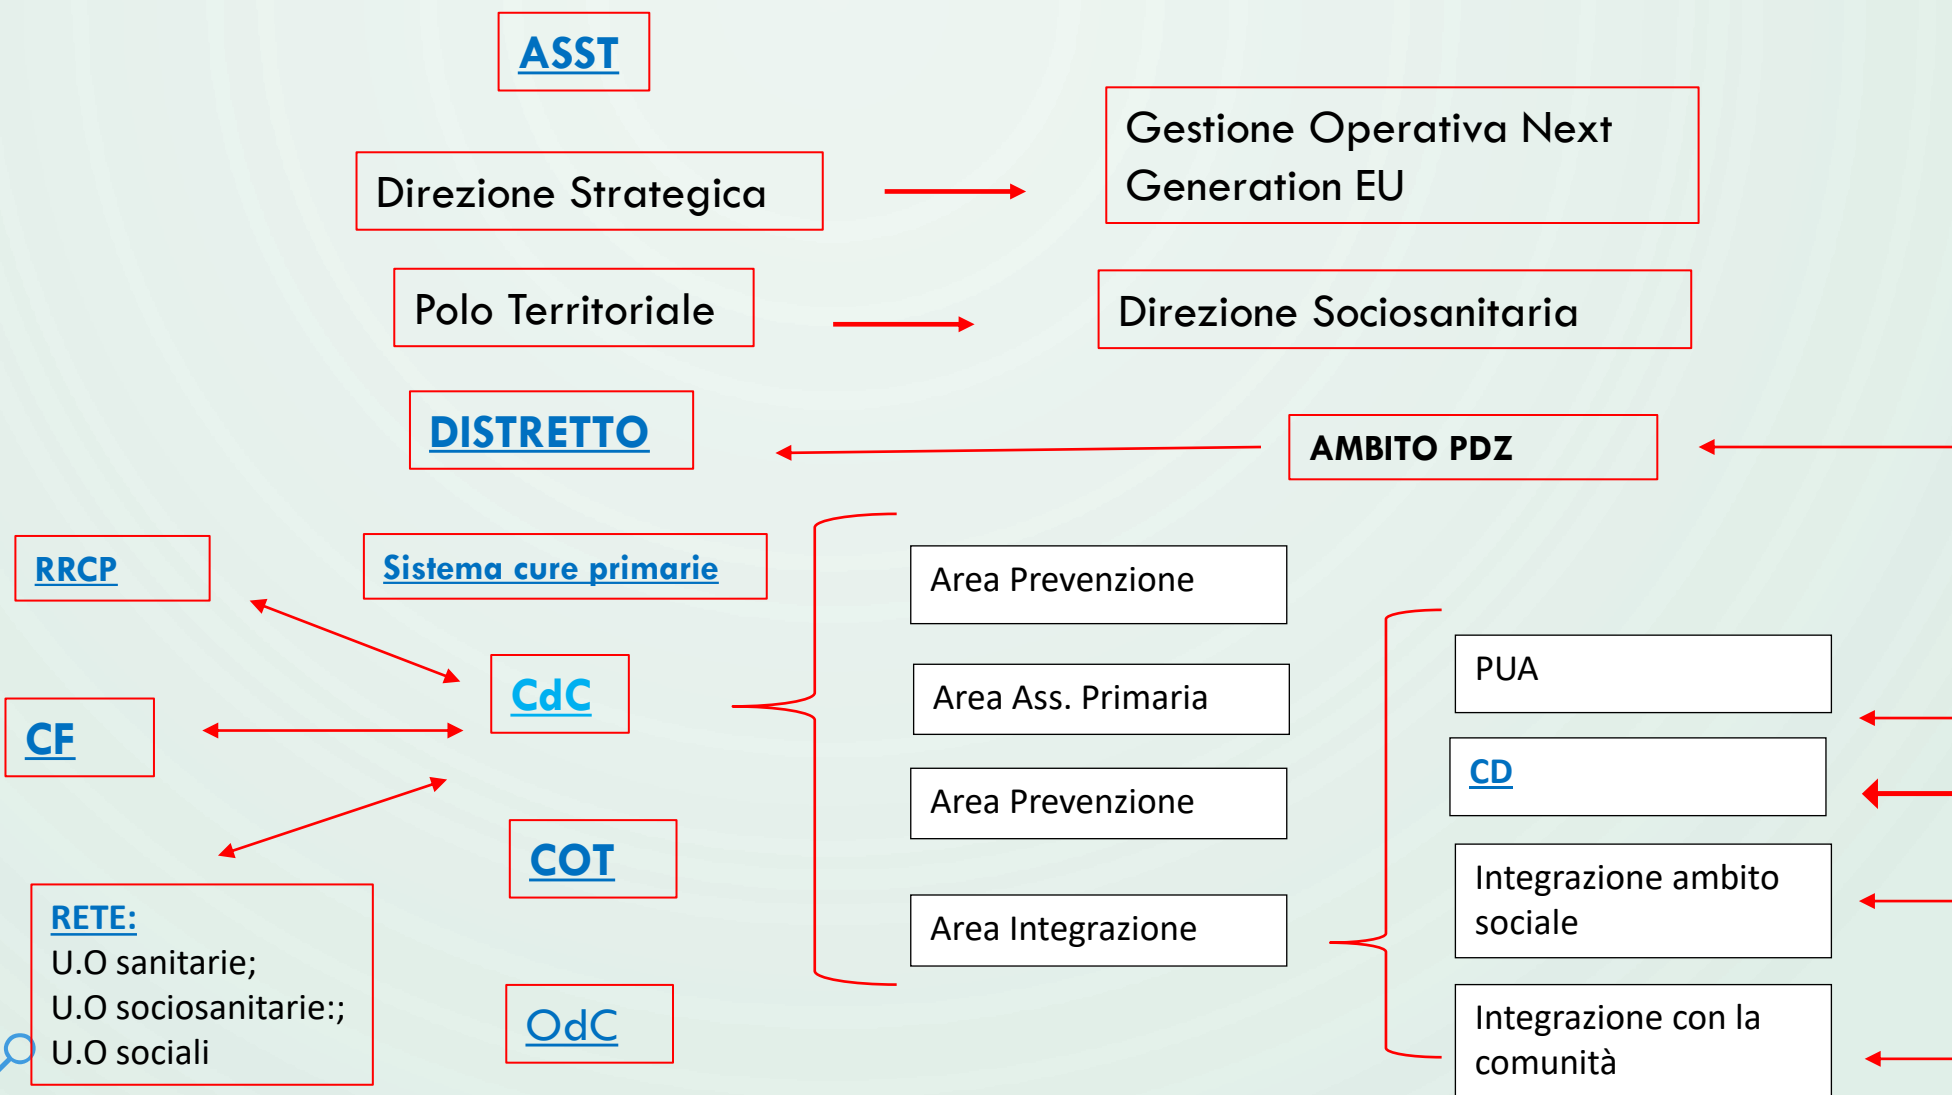 ASST
Direzione Strategica
Gestione Operativa Next
Generation EU
Polo Territoriale
Direzione Sociosanitaria
DISTRETTO
AMBITO PDZ
RRCP
Sistema cure primarie
CdC
CF
COT
OdC
RETE:
U.O sanitarie;
U.O sociosanitarie:;
U.O sociali
Area Prevenzione
Area Ass. Primaria
Area Prevenzione
Area Integrazione
PUA
CD
Integrazione ambito
sociale
Integrazione con la
comunità